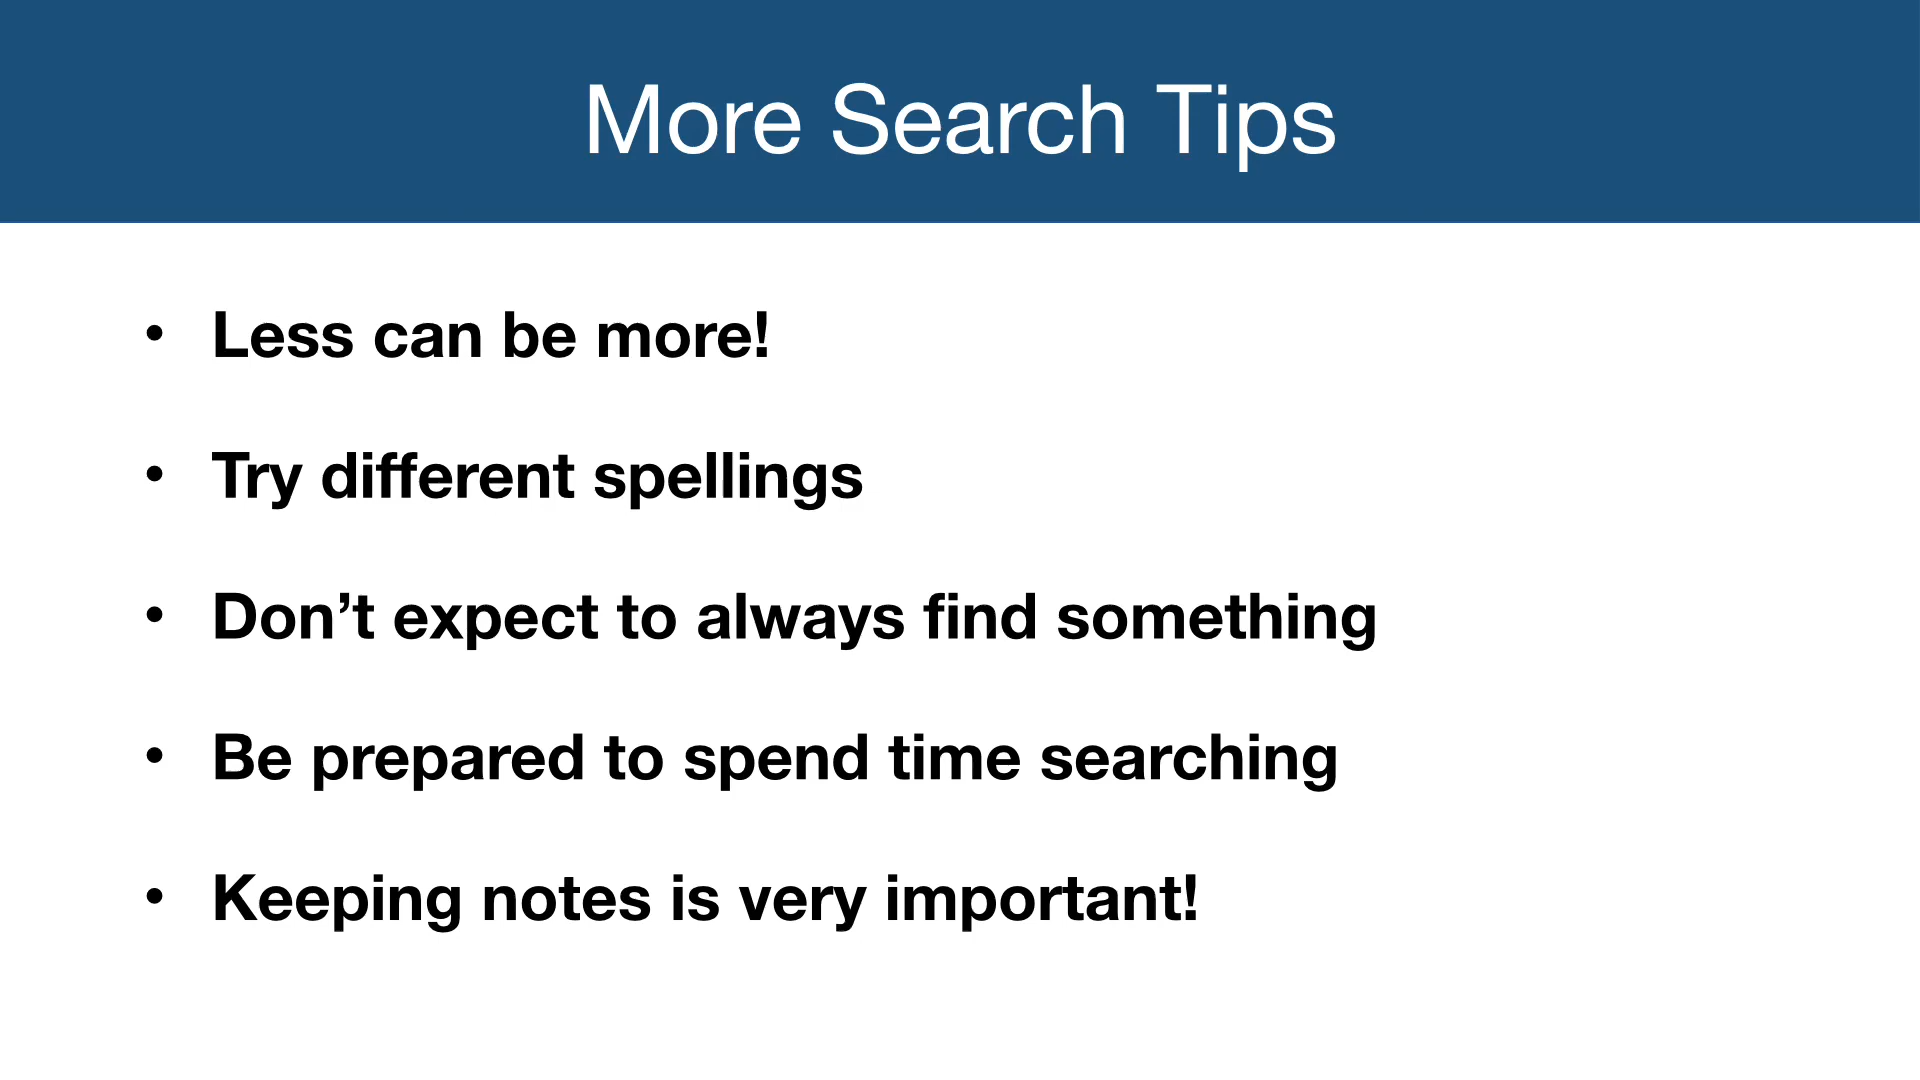 More Search Tips
• Less can be more!
• Try different spellings
• Don’t expect to always find something
• Be prepared to spend time searching
• Keeping notes is very important!